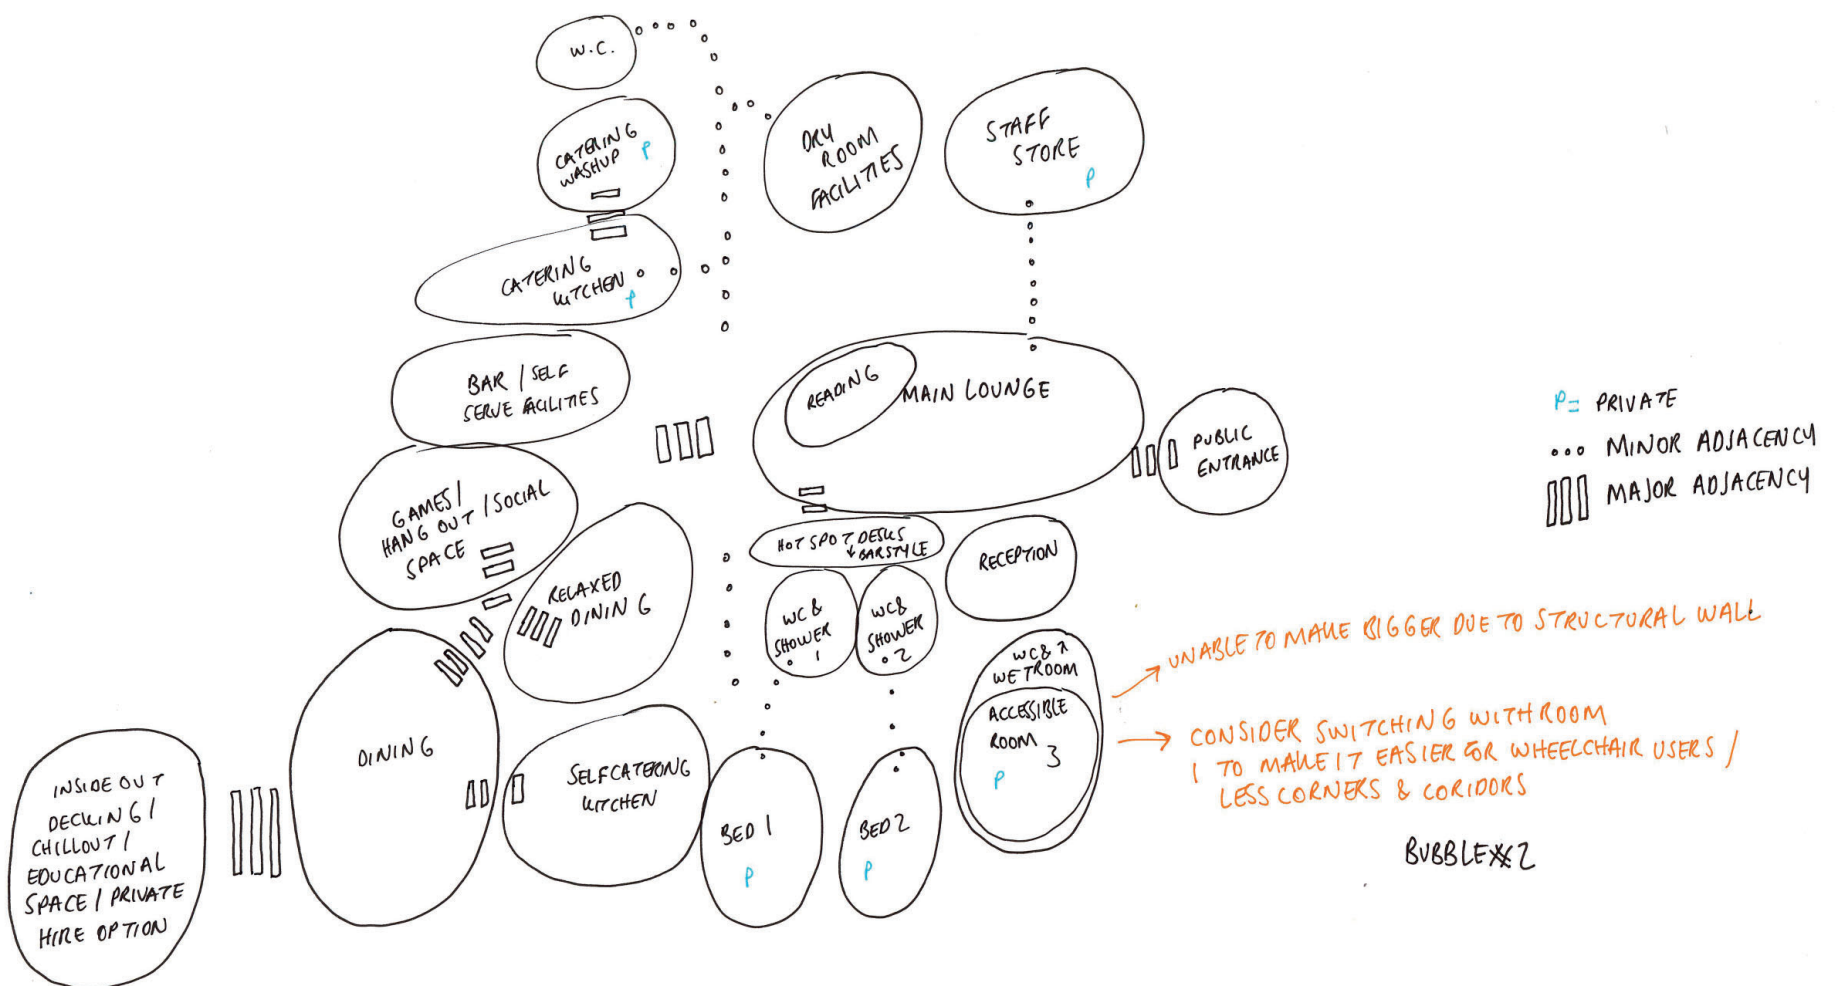 W.C.
CATERING
WASHUP P
DRY
ROOM
FACILITIES
STAFF
STORE
P
CATERING
KITCHEN
P
BAR / SELF
SERVE FACILITIES
READING
MAIN LOUNGE
PUBLIC
ENTRANCE
P= PRIVATE
... MINOR ADJACENCY
MAJOR ADJACENCY
GAMES/
HANG OUT / SOCIAL
SPACE
HOT SPOT DESKS
BARSTYLE
RECEPTION
RELAXED
DINING
WC &
SHOWER
1
WC&
SHOWER
2
WC &
WETROOM
ACCESSIBLE
ROOM 3
P
UNABLE TO MAKE BIGGER DUE TO STRUCTURAL WALL
CONSIDER SWITCHING WITH ROOM
1 TO MAKE IT EASIER FOR WHEELCHAIR USERS /
LESS CORNERS & CORIDORS
DINING
SELFCATERING
KITCHEN
BED 1
P
BED 2
P
INSIDE OUT
DECKING /
CHILLOUT /
EDUCATIONAL
SPACE / PRIVATE
HIRE OPTION
BUBBLE #2